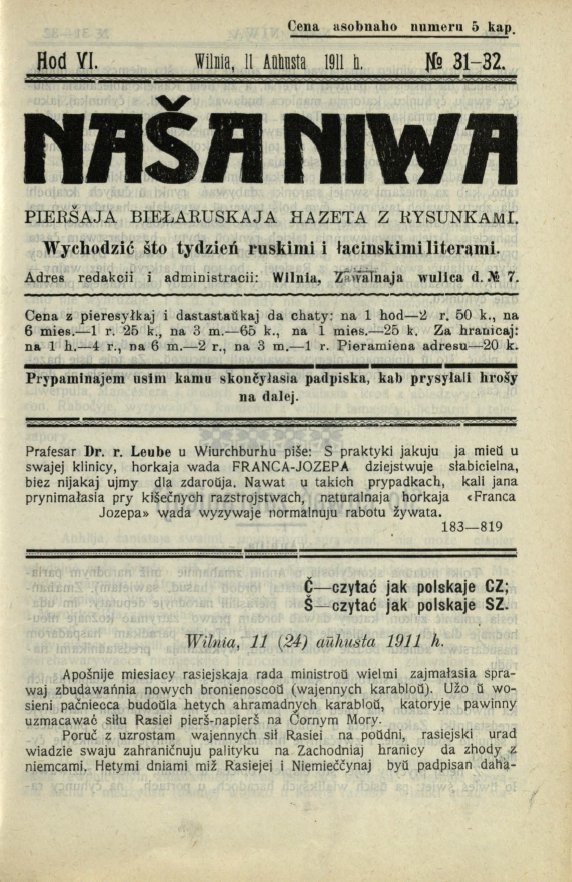 Cena asobnaho numeru 5 kap.
Hod VI.
Wilnia, 11 Aŭhusta 1911 h.
№ 31–32.
NAŠA NIWA
PIERŠAJA BIEŁARUSKAJA HAZETA Z RYSUNKAMI.
Wychodzić što tydzień ruskimi i łacinskimi literami.
Adres redakcii i administracii: Wilnia, Zawalnaja wulica d. № 7.
Cena z pieresyłkaj i dastastaŭkaj da chaty: na 1 hod—2 r. 50 k., na
6 mies.—1 r. 25 k., na 3 m.—65 k., na 1 mies.—25 k. Za hranicaj:
na 1 h.—4 r., na 6 m.—2 r., na 3 m.—1 r. Pieramiena adresu—20 k.
Prypaminajem usim kamu skončyłasia padpiska, kab prysyłali hrošy
na dalej.
Prafesar Dr. r. Leube u Wiurchburhu piše: S praktyki jakuju ja mieŭ u
swajej klinicy, horkaja wada FRANCA-JOZEPA dziejstwuje słabicielna,
biez nijakaj ujmy dla zdaroŭja. Nawat u takich prypadkach, kali jana
prynimałasia pry kišečnych razstrojstwach, naturalnaja horkaja «Franca
Jozepa» wada wyzywaje normalnuju rabotu žywata.
183—819
Č—czytać jak polskaje CZ;
Š—czytać jak polskaje SZ.
Wilnia, 11 (24) aŭhusta 1911 h.
Apošnije miesiacy rasiejskaja rada ministroŭ wielmi zajmałasia spra-
waj zbudawańnia nowych bronienoscoŭ (wajennych karabloŭ). Užo ŭ wo-
sieni pačniecca budoŭla hetych ahramadnych karabloŭ, katoryje pawinny
uzmacawać siłu Rasiei pierš-napierš na Čornym Mory.
Poruč z uzrostam wajennych sił Rasiei na poŭdni, rasiejski urad
wiadzie swaju zahraničnuju palityku na Zachodniaj hranicy da zhody z
niemcami. Hetymi dniami miž Rasiejej i Niemieččynaj byŭ padpisan daha-